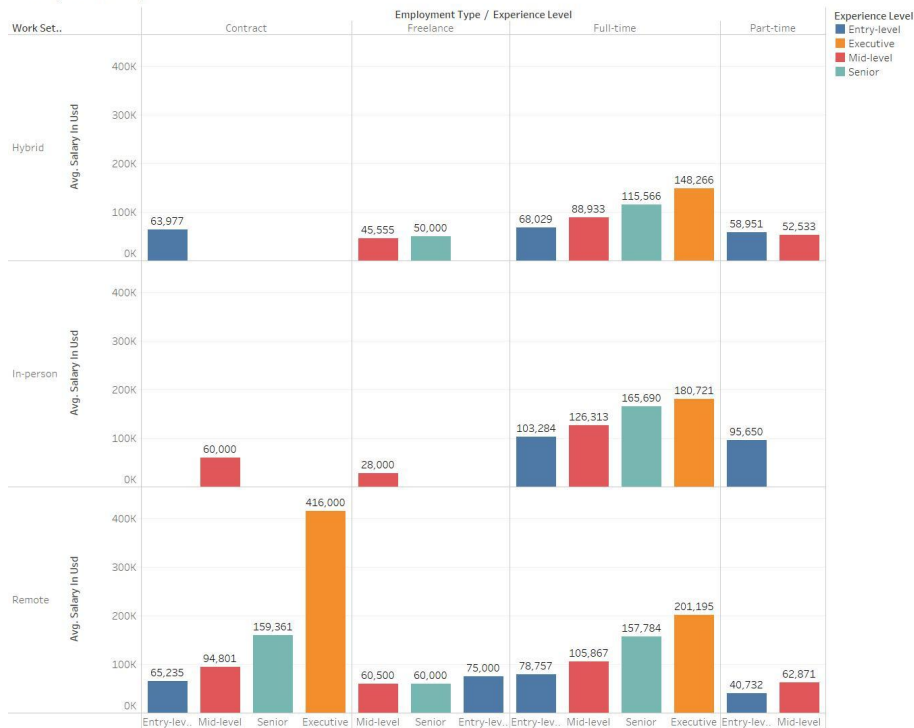 Employment Type / Experience Level
Work Set..
Contract
Freelance
Full-time
Part-time
Experience Level
Entry-level
Executive
Mid-level
Senior
Hybrid
Avg. Salary In Usd
400K
300K
200K
100K
0K
63,977
45,555
50,000
68,029
88,933
115,566
148,266
58,951
52,533
In-person
Avg. Salary In Usd
400K
300K
200K
100K
0K
60,000
28,000
103,284
126,313
165,690
180,721
95,650
Remote
Avg. Salary In Usd
400K
300K
200K
100K
0K
65,235
94,801
159,361
416,000
60,500
60,000
75,000
78,757
105,867
157,784
201,195
40,732
62,871
Entry-lev..
Mid-level
Senior
Executive
Mid-level
Senior
Entry-lev..
Entry-lev..
Mid-level
Senior
Executive
Entry-lev..
Mid-level